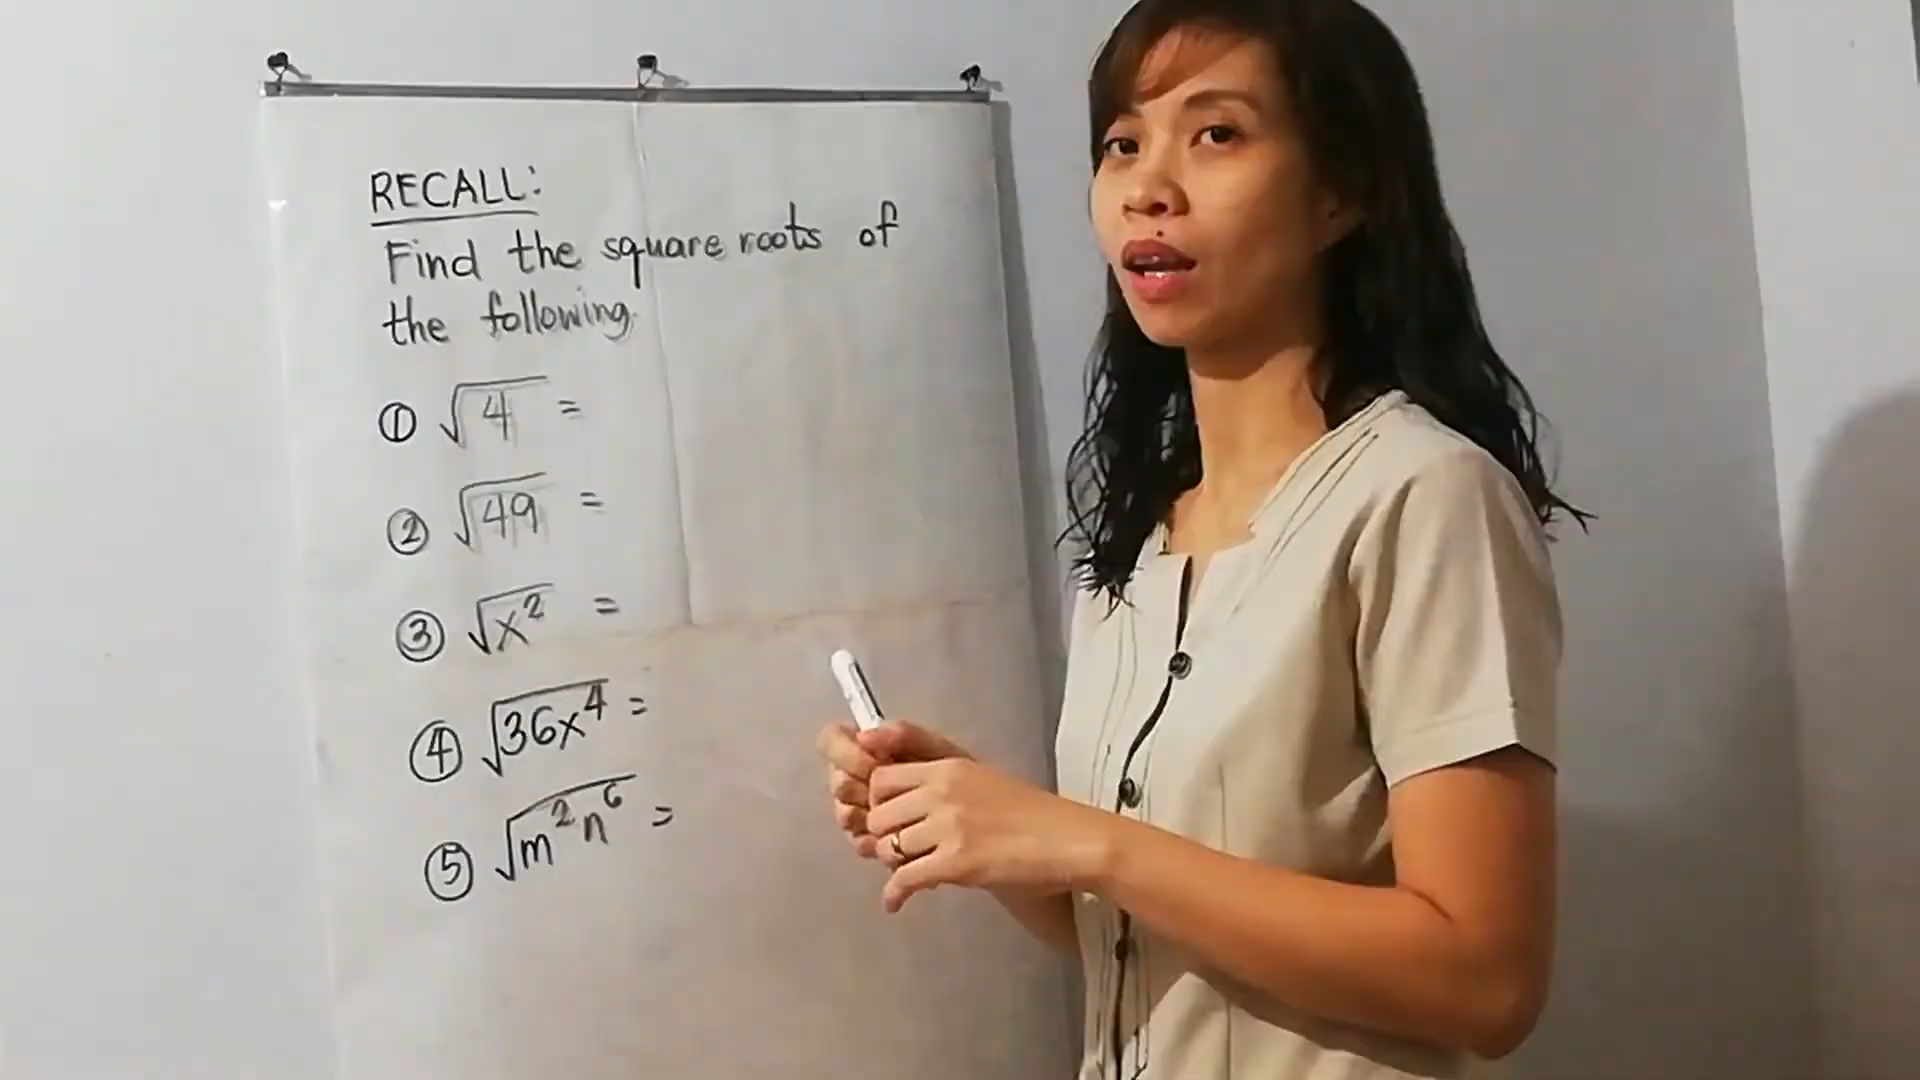 RECALL:
Find the square roots of
the following.
① √4 =
② √49 =
③ √x² =
④ √36x⁴ =
⑤ √m²n⁶ =